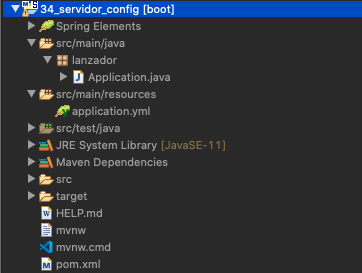 34_servidor_config [boot]
Spring Elements
src/main/java
lanzador
Application.java
src/main/resources
application.yml
src/test/java
JRE System Library [JavaSE-11]
Maven Dependencies
src
target
HELP.md
mvnw
mvnw.cmd
pom.xml